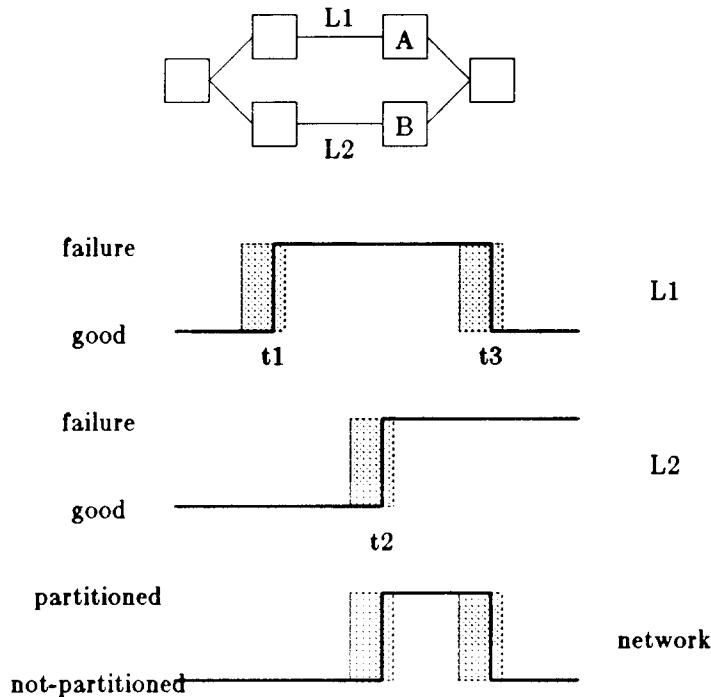 L1
A
B
L2
failure
L1
good
t1
t3
failure
L2
good
t2
partitioned
network
not-partitioned